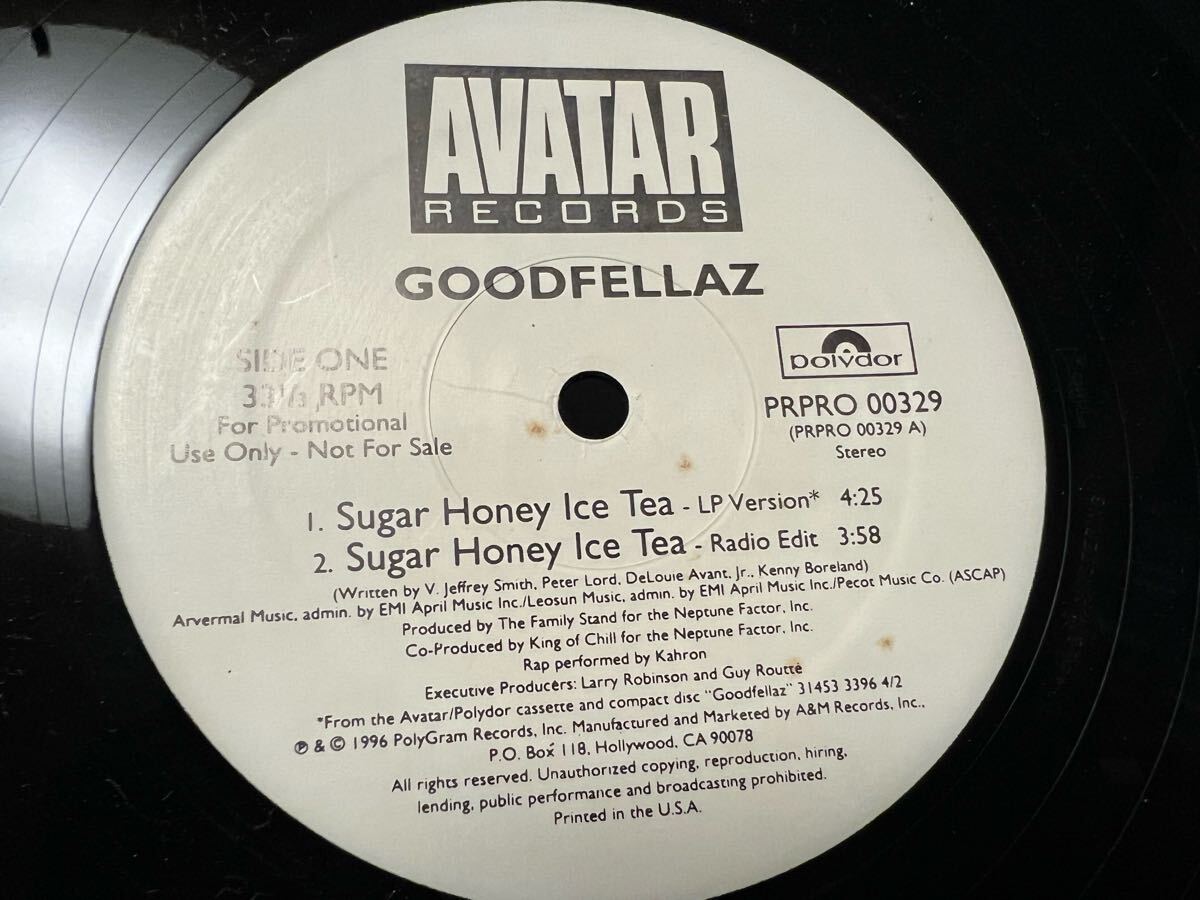 AVATAR
RECORDS
GOODFELLAZ
SIDE ONE
33⅓ RPM
For Promotional
Use Only - Not For Sale
polydor
PRPRO 00329
(PRPRO 00329 A)
Stereo
1. Sugar Honey Ice Tea - LP Version* 4:25
2. Sugar Honey Ice Tea - Radio Edit 3:58
(Written by V. Jeffrey Smith, Peter Lord, DeLouie Avant, Jr., Kenny Boreland)
Arvermal Music, admin. by EMI April Music Inc./Leosun Music, admin. by EMI April Music Inc./Pecot Music Co. (ASCAP)
Produced by The Family Stand for the Neptune Factor, Inc.
Co-Produced by King of Chill for the Neptune Factor, Inc.
Rap performed by Kahron
Executive Producers: Larry Robinson and Guy Routte
*From the Avatar/Polydor cassette and compact disc "Goodfellaz" 31453 3396 4/2
℗ & © 1996 PolyGram Records, Inc. Manufactured and Marketed by A&M Records, Inc.,
P.O. Box 118, Hollywood, CA 90078
All rights reserved. Unauthorized copying, reproduction, hiring,
lending, public performance and broadcasting prohibited.
Printed in the U.S.A.